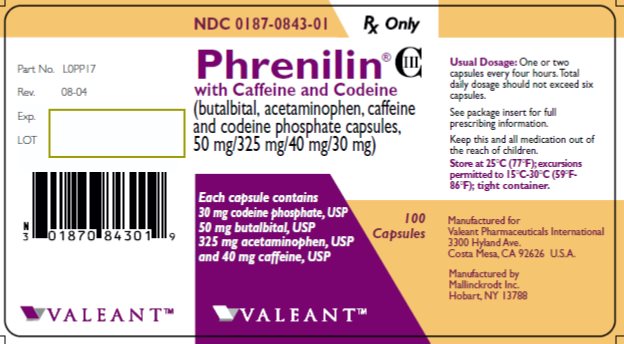 NDC 0187-0843-01
Rx Only
Part No. L0PP17
Rev. 08-04
Exp.
LOT
N
3
01870 84301 9
VALEANT™
Phrenilin® CIII
with Caffeine and Codeine
(butalbital, acetaminophen, caffeine
and codeine phosphate capsules,
50 mg/325 mg/40 mg/30 mg)
Each capsule contains
30 mg codeine phosphate, USP
50 mg butalbital, USP
325 mg acetaminophen, USP
and 40 mg caffeine, USP
100
Capsules
VALEANT™
Usual Dosage: One or two
capsules every four hours. Total
daily dosage should not exceed six
capsules.
See package insert for full
prescribing information.
Keep this and all medication out of
the reach of children.
Store at 25°C (77°F); excursions
permitted to 15°C-30°C (59°F-
86°F); tight container.
Manufactured for
Valeant Pharmaceuticals International
3300 Hyland Ave.
Costa Mesa, CA 92626 U.S.A.
Manufactured by
Mallinckrodt Inc.
Hobart, NY 13788